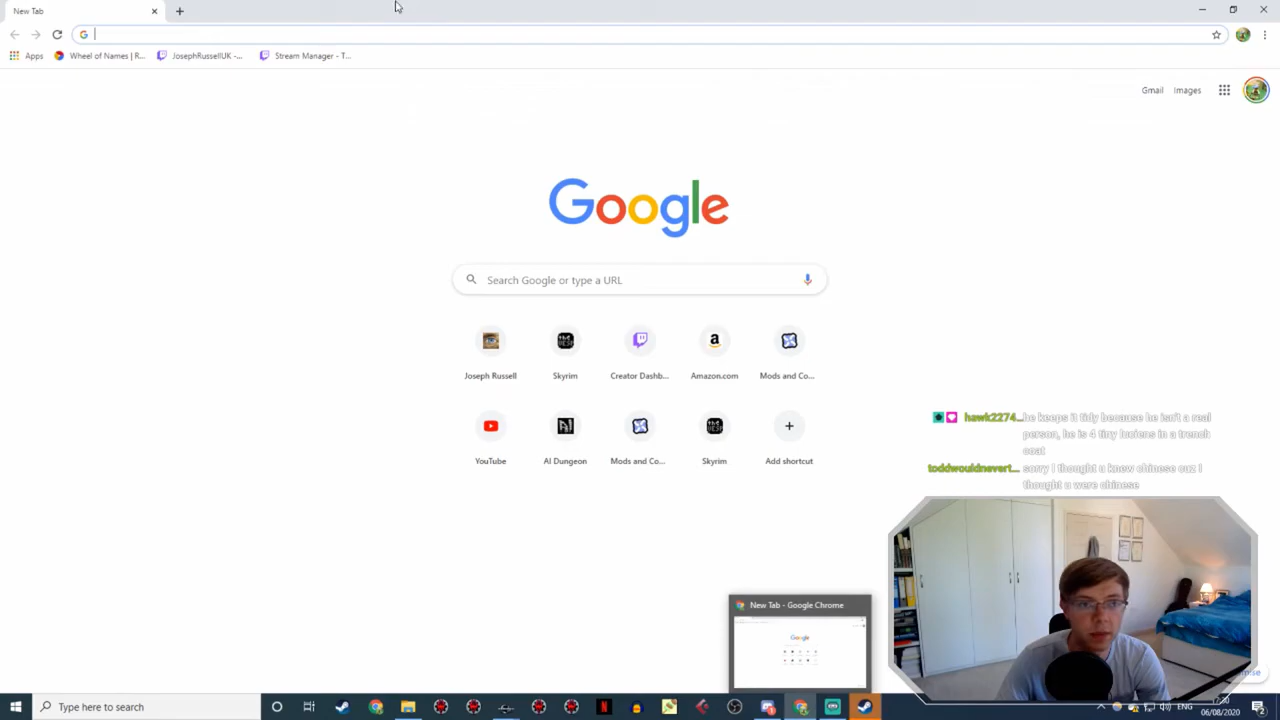 New Tab
Apps
Wheel of Names | R...
JosephRussellUK -...
Stream Manager - T...
Gmail
Images
Google
Search Google or type a URL
Joseph Russell
Skyrim
Creator Dashb...
Amazon.com
Mods and Co...
YouTube
AI Dungeon
Mods and Co...
Skyrim
Add shortcut
hawk2274... he keeps it tidy because he isn't a real
person, he is 4 tiny lucions in a trench
coat
toddwouldnevert... sorry I thought u knew chinese cuz I
thought u were chinese
New Tab - Google Chrome
Google
Type here to search
ENG
06/08/2020